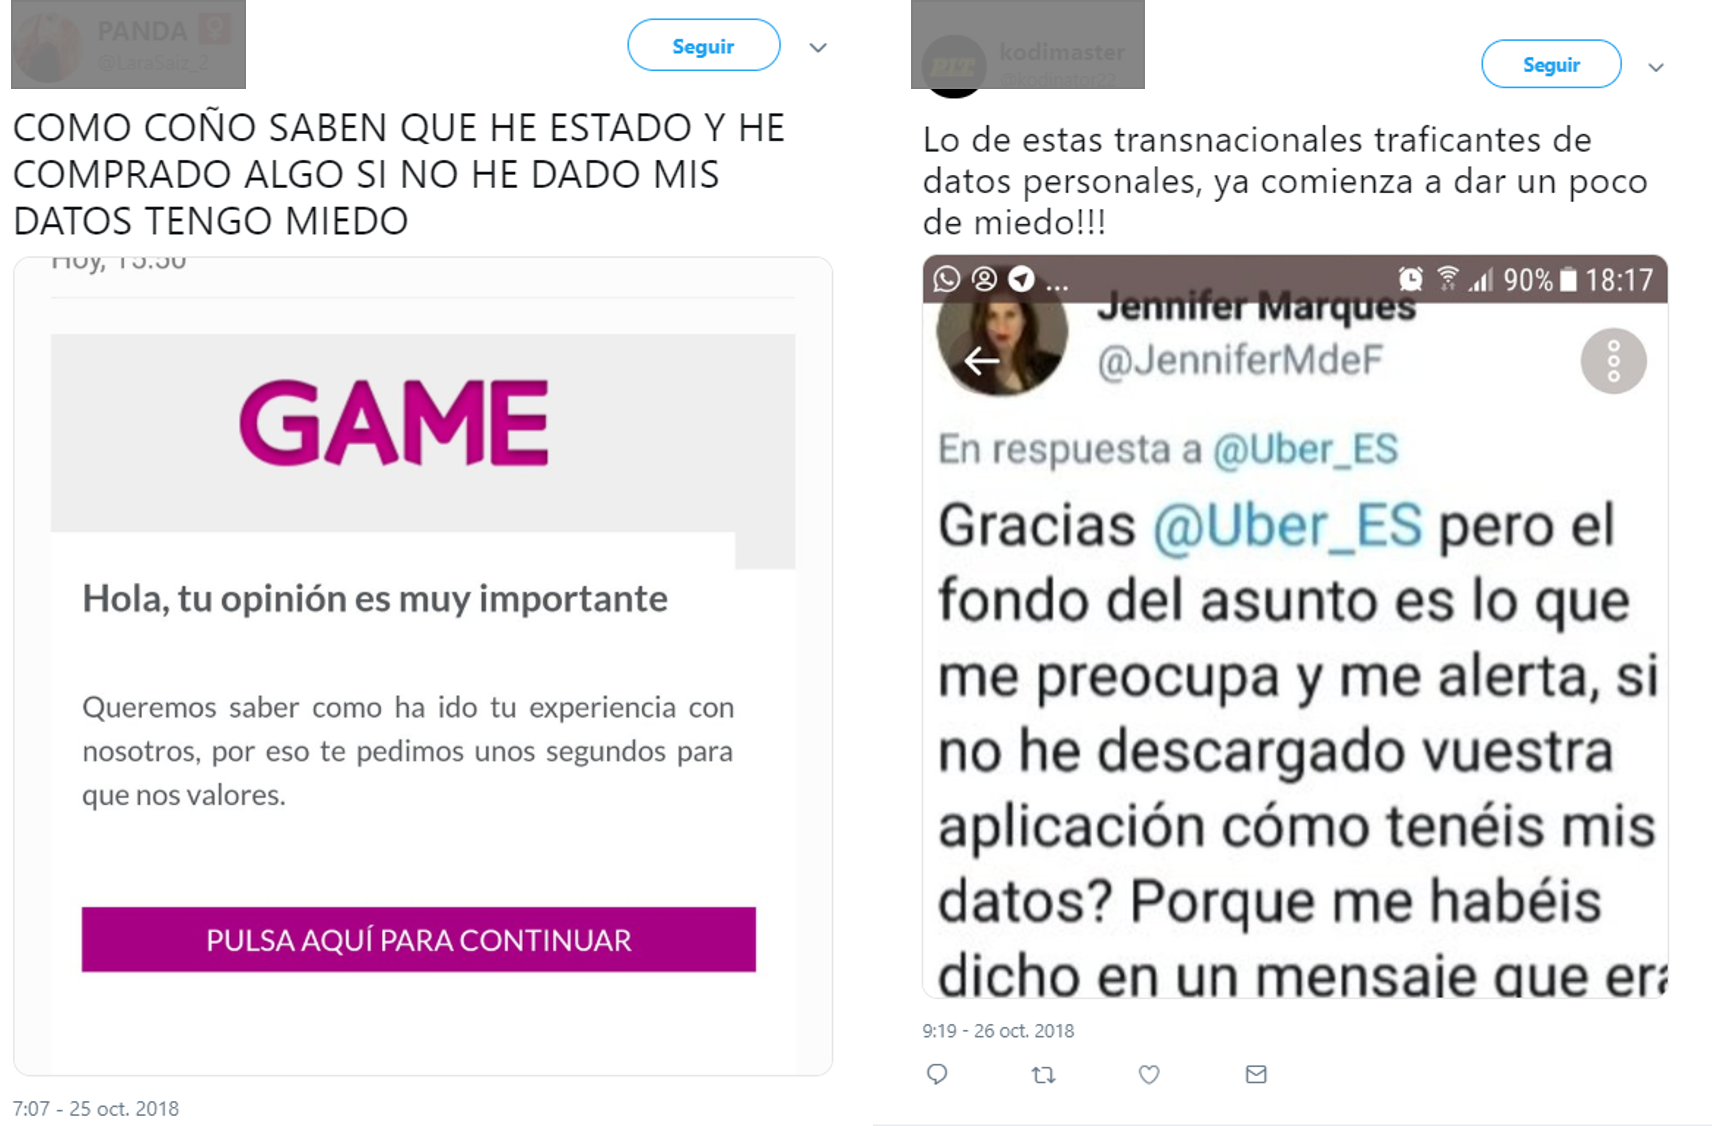 PANDA
@LaraSaiz_2
Seguir
COMO COÑO SABEN QUE HE ESTADO Y HE
COMPRADO ALGO SI NO HE DADO MIS
DATOS TENGO MIEDO
Hoy, 15:50
GAME
Hola, tu opinión es muy importante
Queremos saber como ha ido tu experiencia con
nosotros, por eso te pedimos unos segundos para
que nos valores.
PULSA AQUÍ PARA CONTINUAR
7:07 - 25 oct. 2018
kodimaster
Seguir
Lo de estas transnacionales traficantes de
datos personales, ya comienza a dar un poco
de miedo!!!
... 90% 18:17
Jennifer Marques
@JenniferMdeF
En respuesta a @Uber_ES
Gracias @Uber_ES pero el
fondo del asunto es lo que
me preocupa y me alerta, si
no he descargado vuestra
aplicación cómo tenéis mis
datos? Porque me habéis
dicho en un mensaje que era
9:19 - 26 oct. 2018